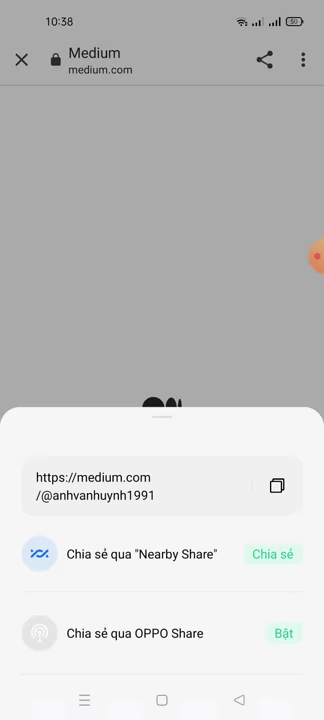 10:38
50
Medium
medium.com
https://medium.com
/@anhvanhuynh1991
Chia sẻ qua "Nearby Share"
Chia sẻ
Chia sẻ qua OPPO Share
Bật